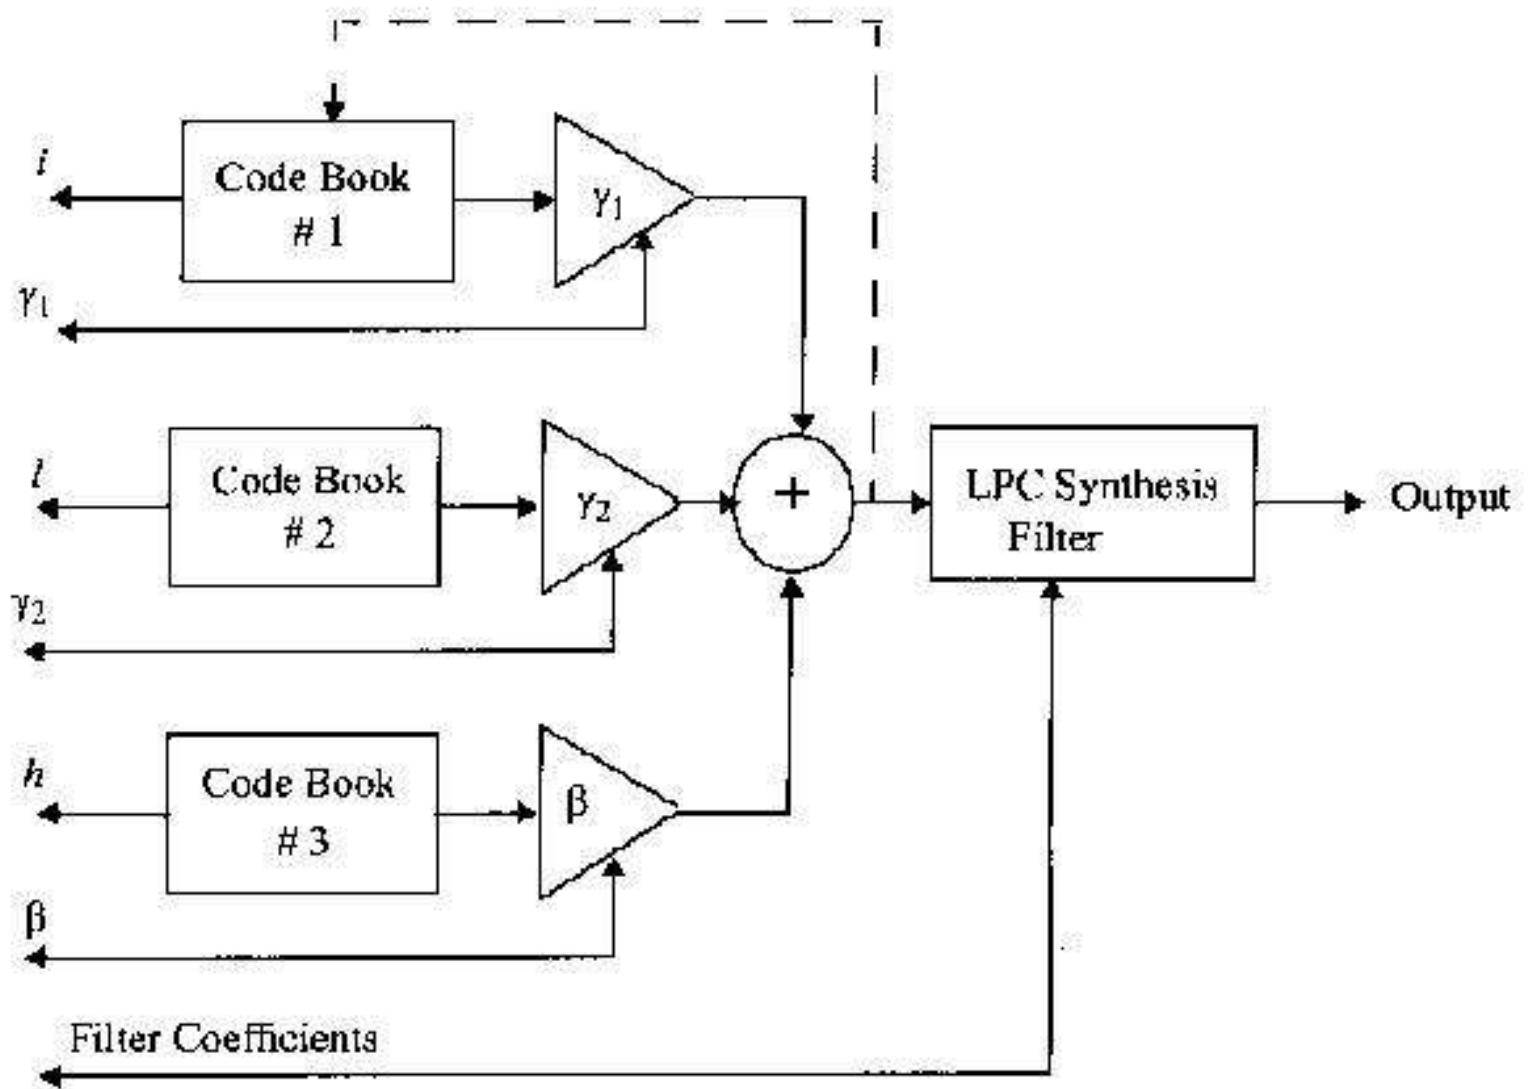 i
Code Book
# 1
γ₁
γ₁
l
Code Book
# 2
γ₂
+
LPC Synthesis
Filter
Output
γ₂
h
Code Book
# 3
β
β
Filter Coefficients